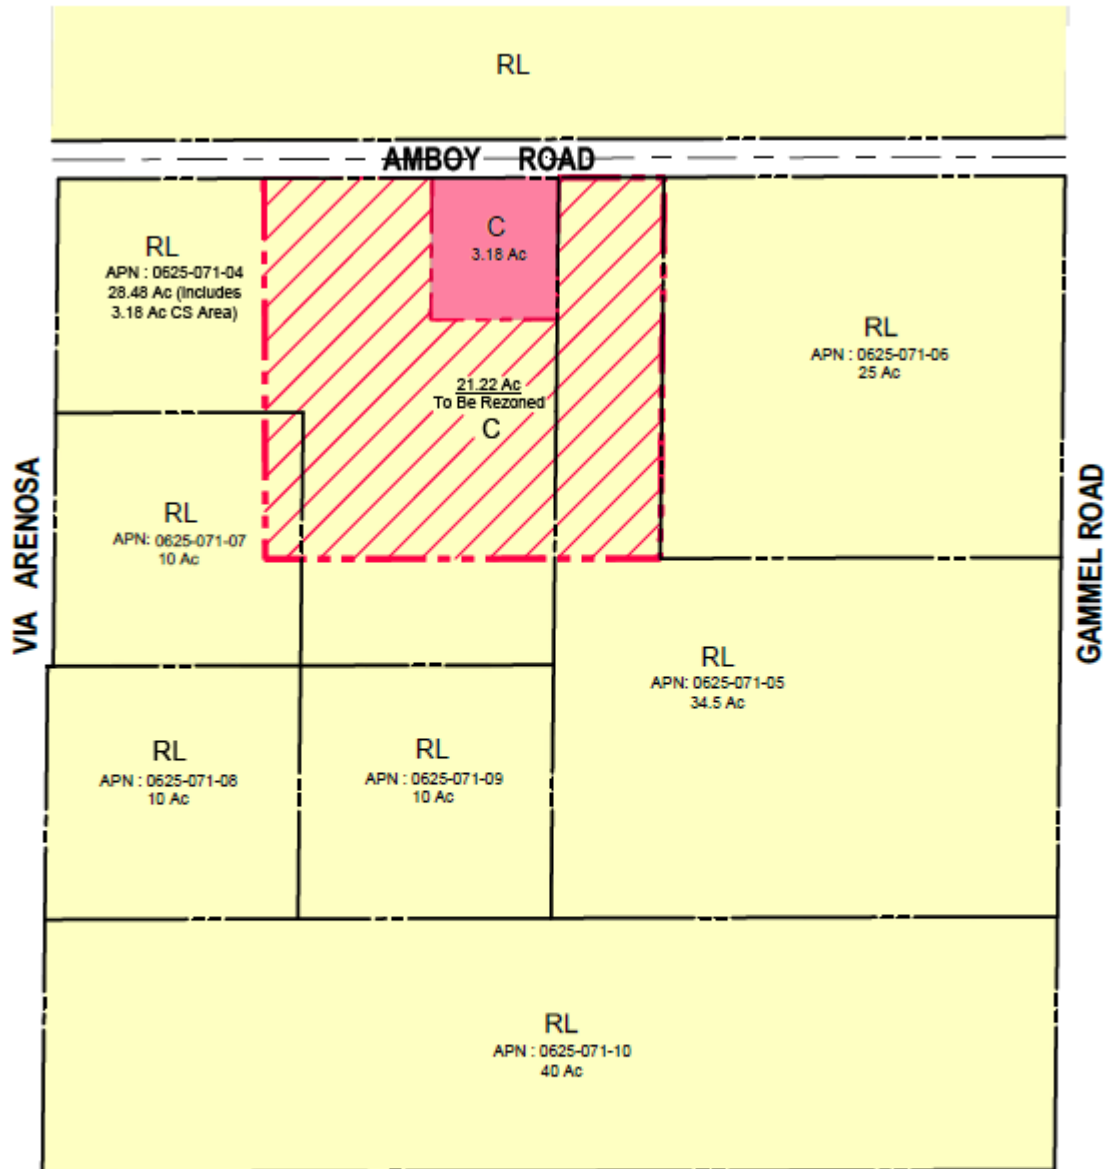 RL
AMBOY ROAD
C
3.18 Ac
RL
APN : 0625-071-04
28.48 Ac (Includes
3.18 Ac CS Area)
RL
APN : 0625-071-06
25 Ac
21.22 Ac
To Be Rezoned
C
VIA ARENOSA
GAMMEL ROAD
RL
APN: 0625-071-07
10 Ac
RL
APN: 0625-071-05
34.5 Ac
RL
APN : 0625-071-08
10 Ac
RL
APN : 0625-071-09
10 Ac
RL
APN : 0625-071-10
40 Ac